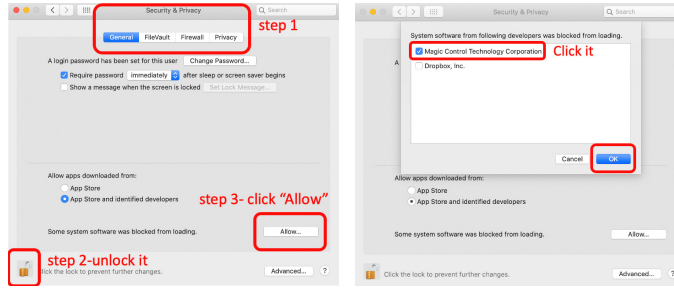 Security & Privacy
Search
step 1
General FileVault Firewall Privacy
A login password has been set for this user Change Password...
Require password immediately after sleep or screen saver begins
Show a message when the screen is locked Set Lock Message...
Allow apps downloaded from:
App Store
App Store and identified developers
step 3- click “Allow”
Some system software was blocked from loading. Allow...
step 2-unlock it
lick the lock to prevent further changes. Advanced... ?
Security & Privacy
Search
System software from following developers was blocked from loading.
Magic Control Technology Corporation
Click it
A
Dropbox, Inc.
Cancel OK
Allow apps downloaded from:
App Store
App Store and identified developers
Some system software was blocked from loading. Allow...
Click the lock to prevent further changes. Advanced... ?